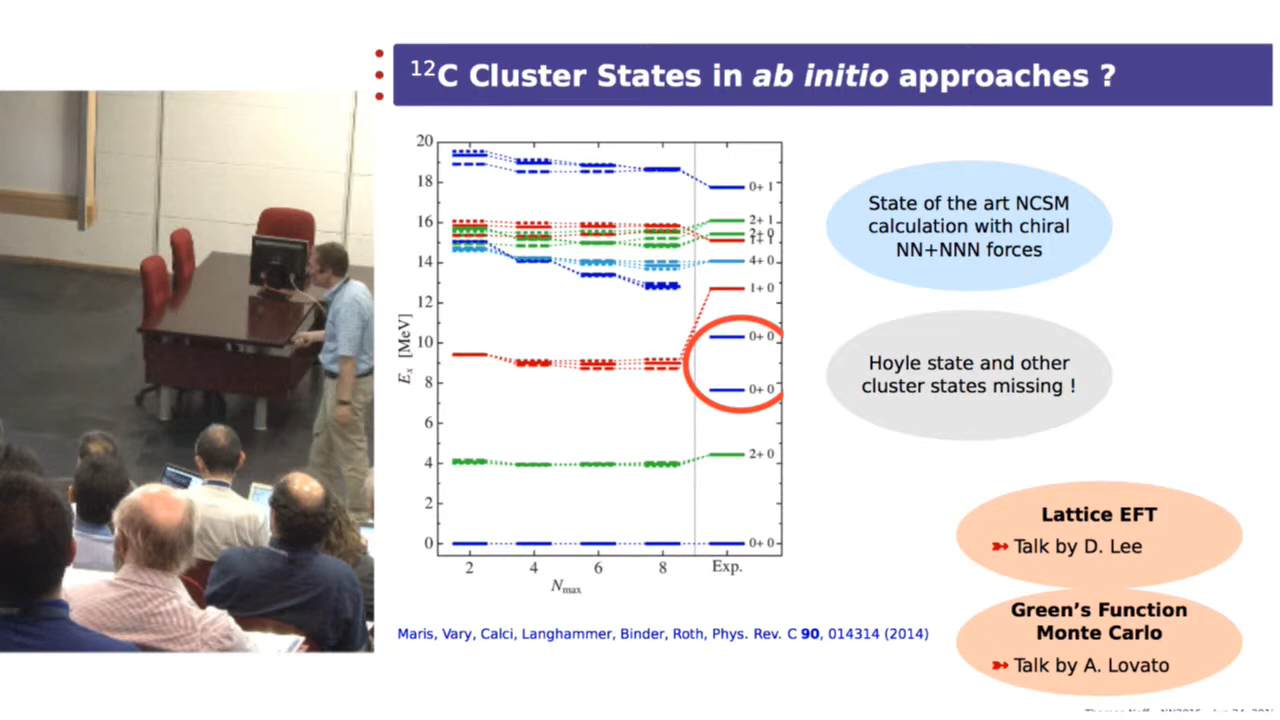 ¹²C Cluster States in ab initio approaches ?
20
18
16
14
12
10
8
6
4
2
0
Eₓ [MeV]
0+ 1
2+ 1
2+ 0
1+ 1
4+ 0
1+ 0
0+ 0
0+ 0
2+ 0
0+ 0
2
4
6
8
Exp.
Nmax
State of the art NCSM
calculation with chiral
NN+NNN forces
Hoyle state and other
cluster states missing !
Lattice EFT
➳ Talk by D. Lee
Green's Function
Monte Carlo
➳ Talk by A. Lovato
Maris, Vary, Calci, Langhammer, Binder, Roth, Phys. Rev. C 90, 014314 (2014)